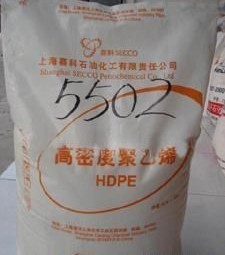 赛科 SECCO
上海赛科石油化工有限责任公司
Shanghai SECCO Petrochemical Co., Ltd
5502
高密度聚乙烯
HDPE